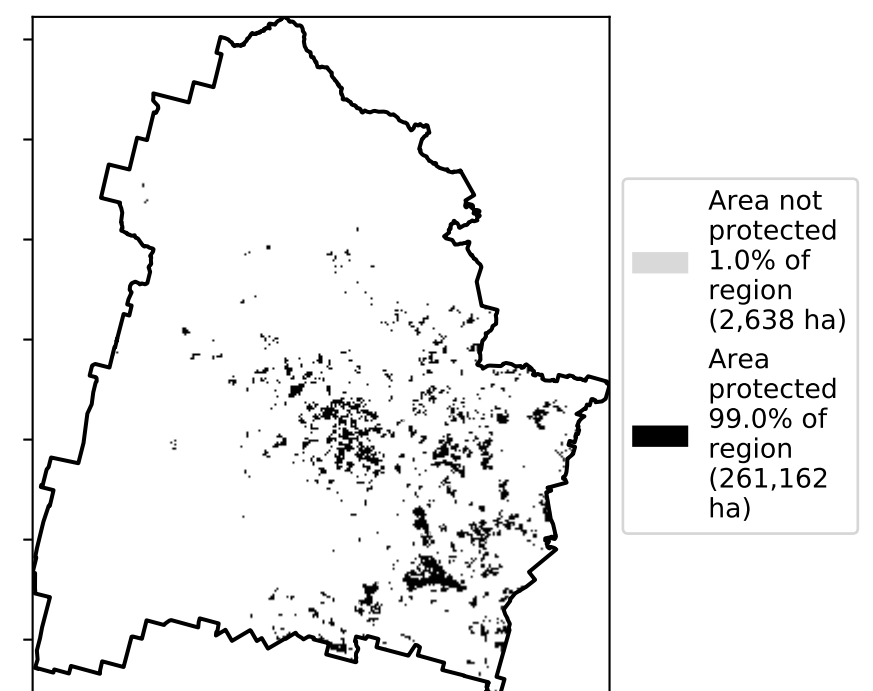 Area not
protected
1.0% of
region
(2,638 ha)
Area
protected
99.0% of
region
(261,162
ha)